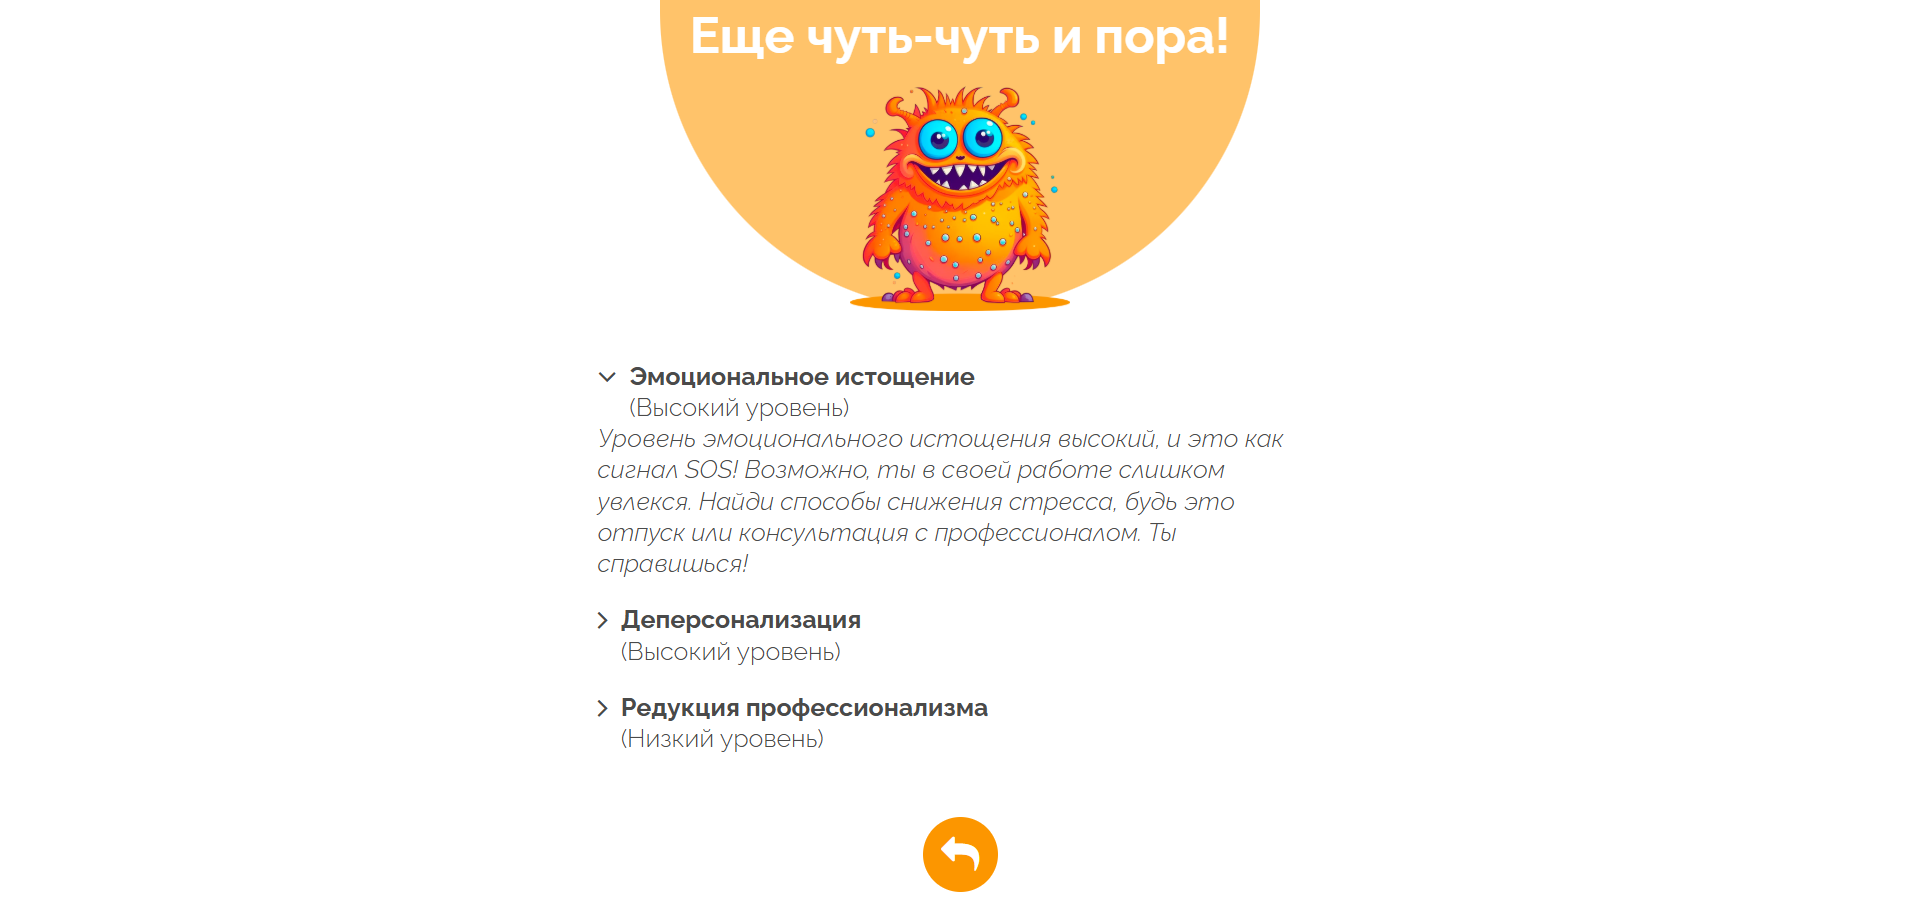 Еще чуть-чуть и пора!
Эмоциональное истощение
(Высокий уровень)
Уровень эмоционального истощения высокий, и это как
сигнал SOS! Возможно, ты в своей работе слишком
увлекся. Найди способы снижения стресса, будь это
отпуск или консультация с профессионалом. Ты
справишься!
Деперсонализация
(Высокий уровень)
Редукция профессионализма
(Низкий уровень)